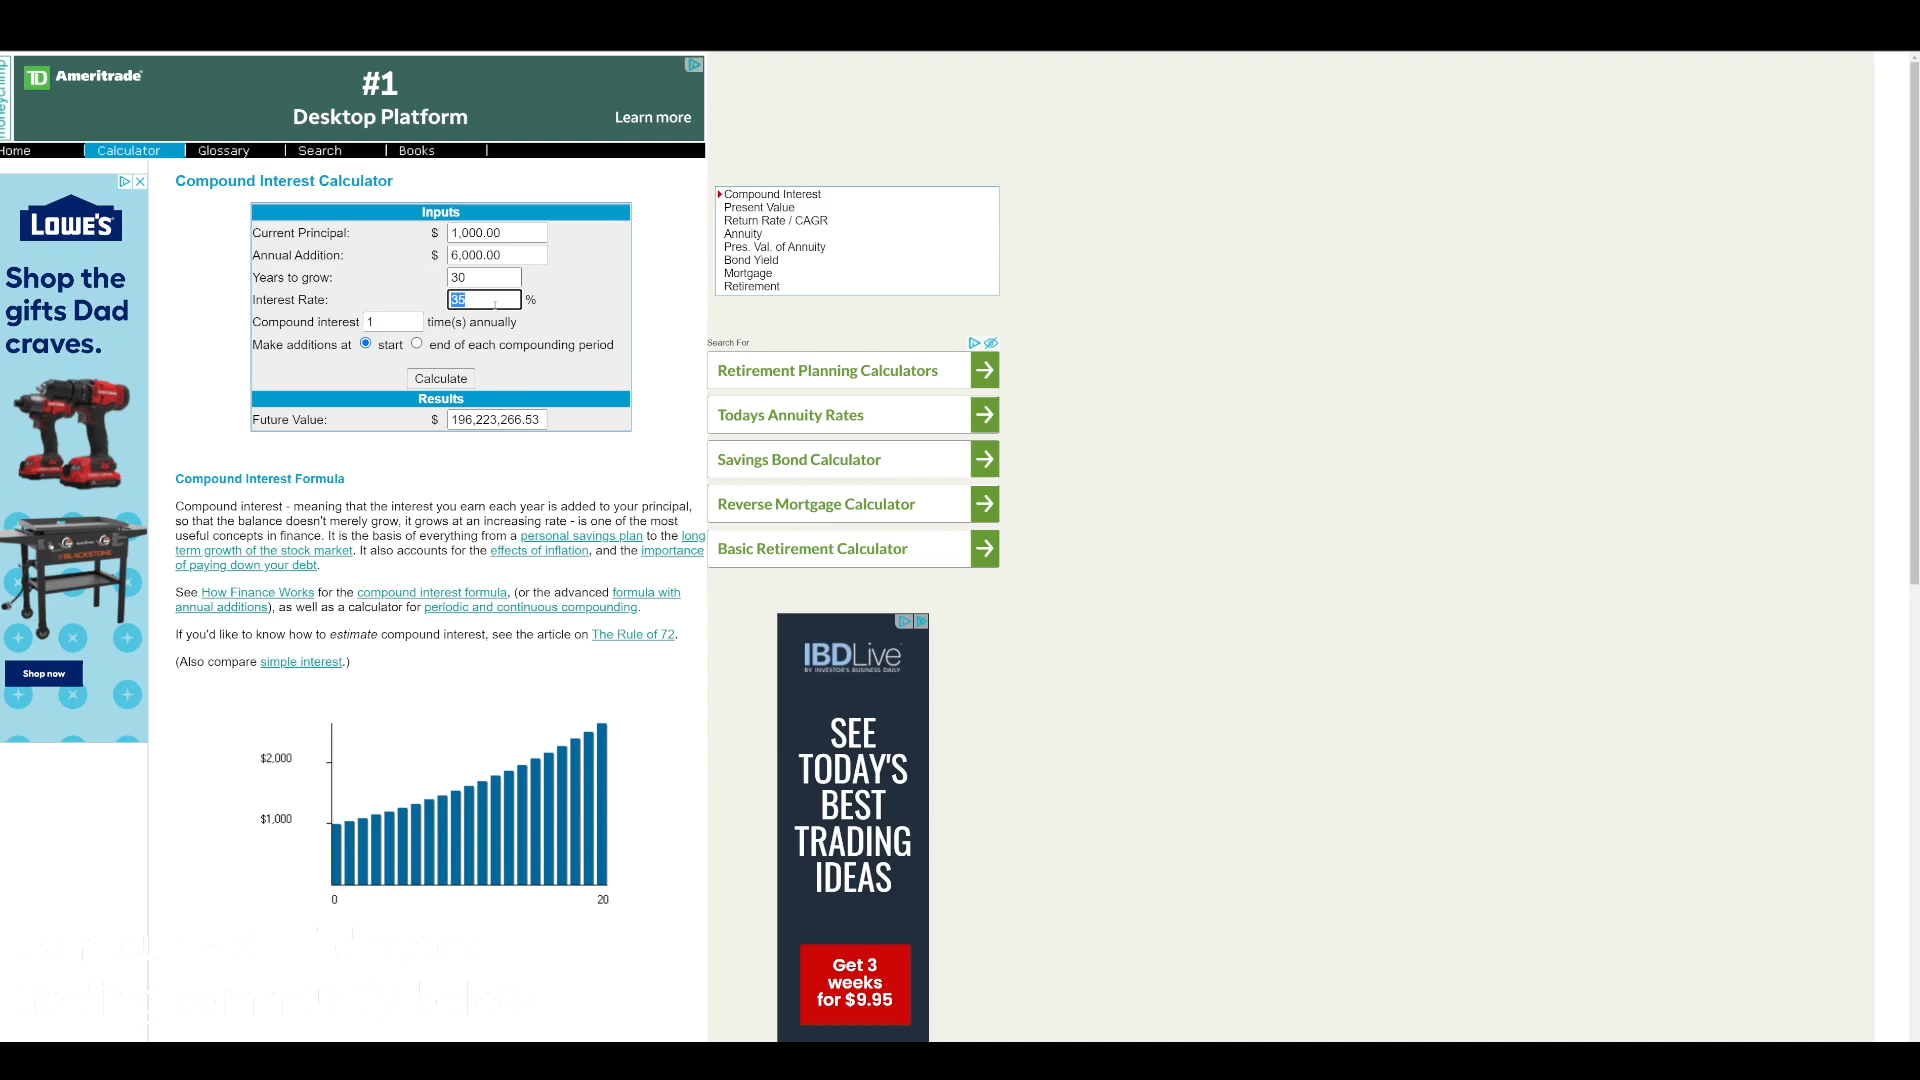 moneychimp
TD Ameritrade
#1
Desktop Platform
Learn more
Home
Calculator
Glossary
Search
Books
LOWE'S
Shop the
gifts Dad
craves.
BLACKSTONE
Shop now
Compound Interest Calculator
Inputs
Current Principal: $ 1,000.00
Annual Addition: $ 6,000.00
Years to grow: 30
Interest Rate: 35 %
Compound interest 1 time(s) annually
Make additions at start end of each compounding period
Calculate
Results
Future Value: $ 196,223,266.53
Compound Interest Formula
Compound interest - meaning that the interest you earn each year is added to your principal,
so that the balance doesn't merely grow, it grows at an increasing rate - is one of the most
useful concepts in finance. It is the basis of everything from a personal savings plan to the long
term growth of the stock market. It also accounts for the effects of inflation, and the importance
of paying down your debt.
See How Finance Works for the compound interest formula, (or the advanced formula with
annual additions), as well as a calculator for periodic and continuous compounding.
If you'd like to know how to estimate compound interest, see the article on The Rule of 72.
(Also compare simple interest.)
$2,000
$1,000
0
20
Compound Interest
Present Value
Return Rate / CAGR
Annuity
Pres. Val. of Annuity
Bond Yield
Mortgage
Retirement
Search For
Retirement Planning Calculators
Todays Annuity Rates
Savings Bond Calculator
Reverse Mortgage Calculator
Basic Retirement Calculator
IBDLive
BY INVESTOR'S BUSINESS DAILY
SEE
TODAY'S
BEST
TRADING
IDEAS
Get 3
weeks
for $9.95